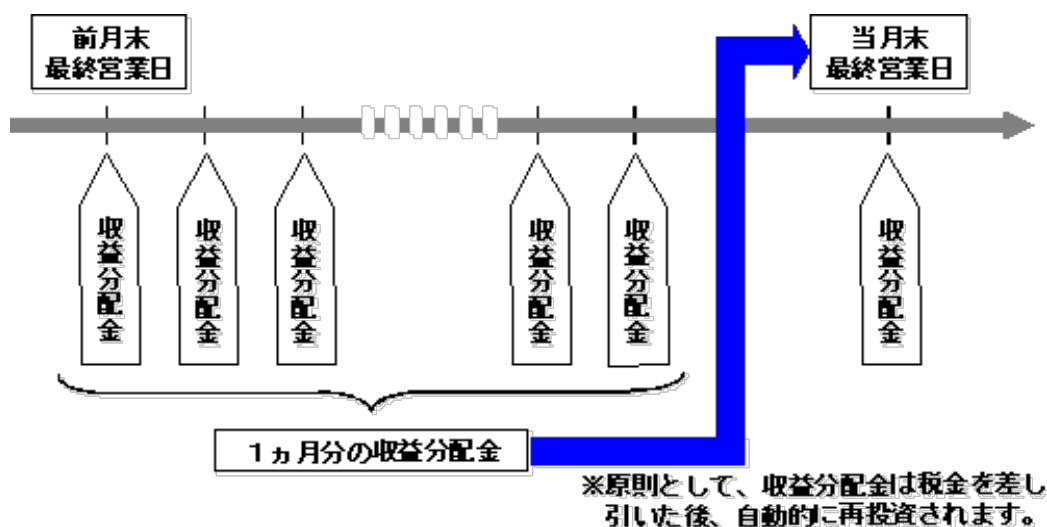 前月末
最終営業日
当月末
最終営業日
収益分配金
収益分配金
収益分配金
収益分配金
収益分配金
収益分配金
1ヵ月分の収益分配金
※原則として、収益分配金は税金を差し
引いた後、自動的に再投資されます。